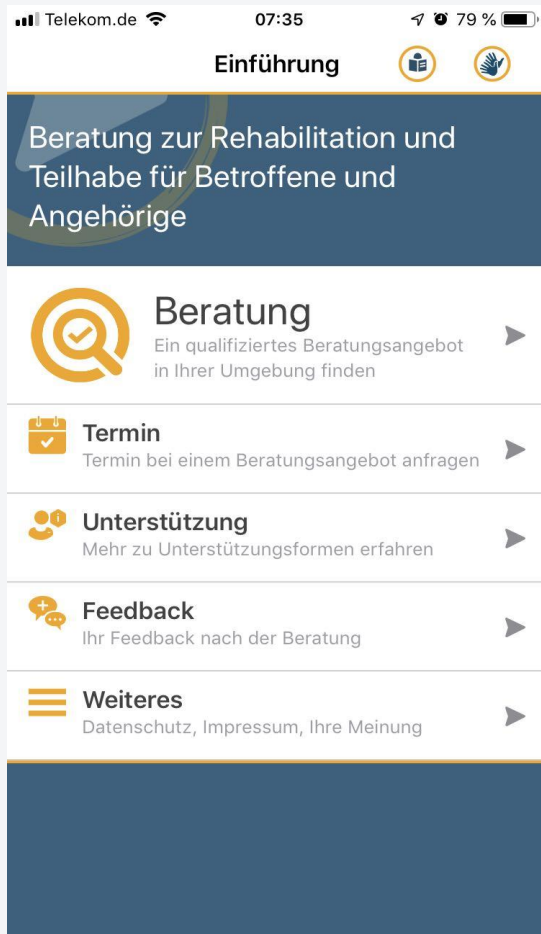 Telekom.de 07:35 79 %
Einführung
Beratung zur Rehabilitation und
Teilhabe für Betroffene und
Angehörige
Beratung
Ein qualifiziertes Beratungsangebot
in Ihrer Umgebung finden
Termin
Termin bei einem Beratungsangebot anfragen
Unterstützung
Mehr zu Unterstützungsformen erfahren
Feedback
Ihr Feedback nach der Beratung
Weiteres
Datenschutz, Impressum, Ihre Meinung